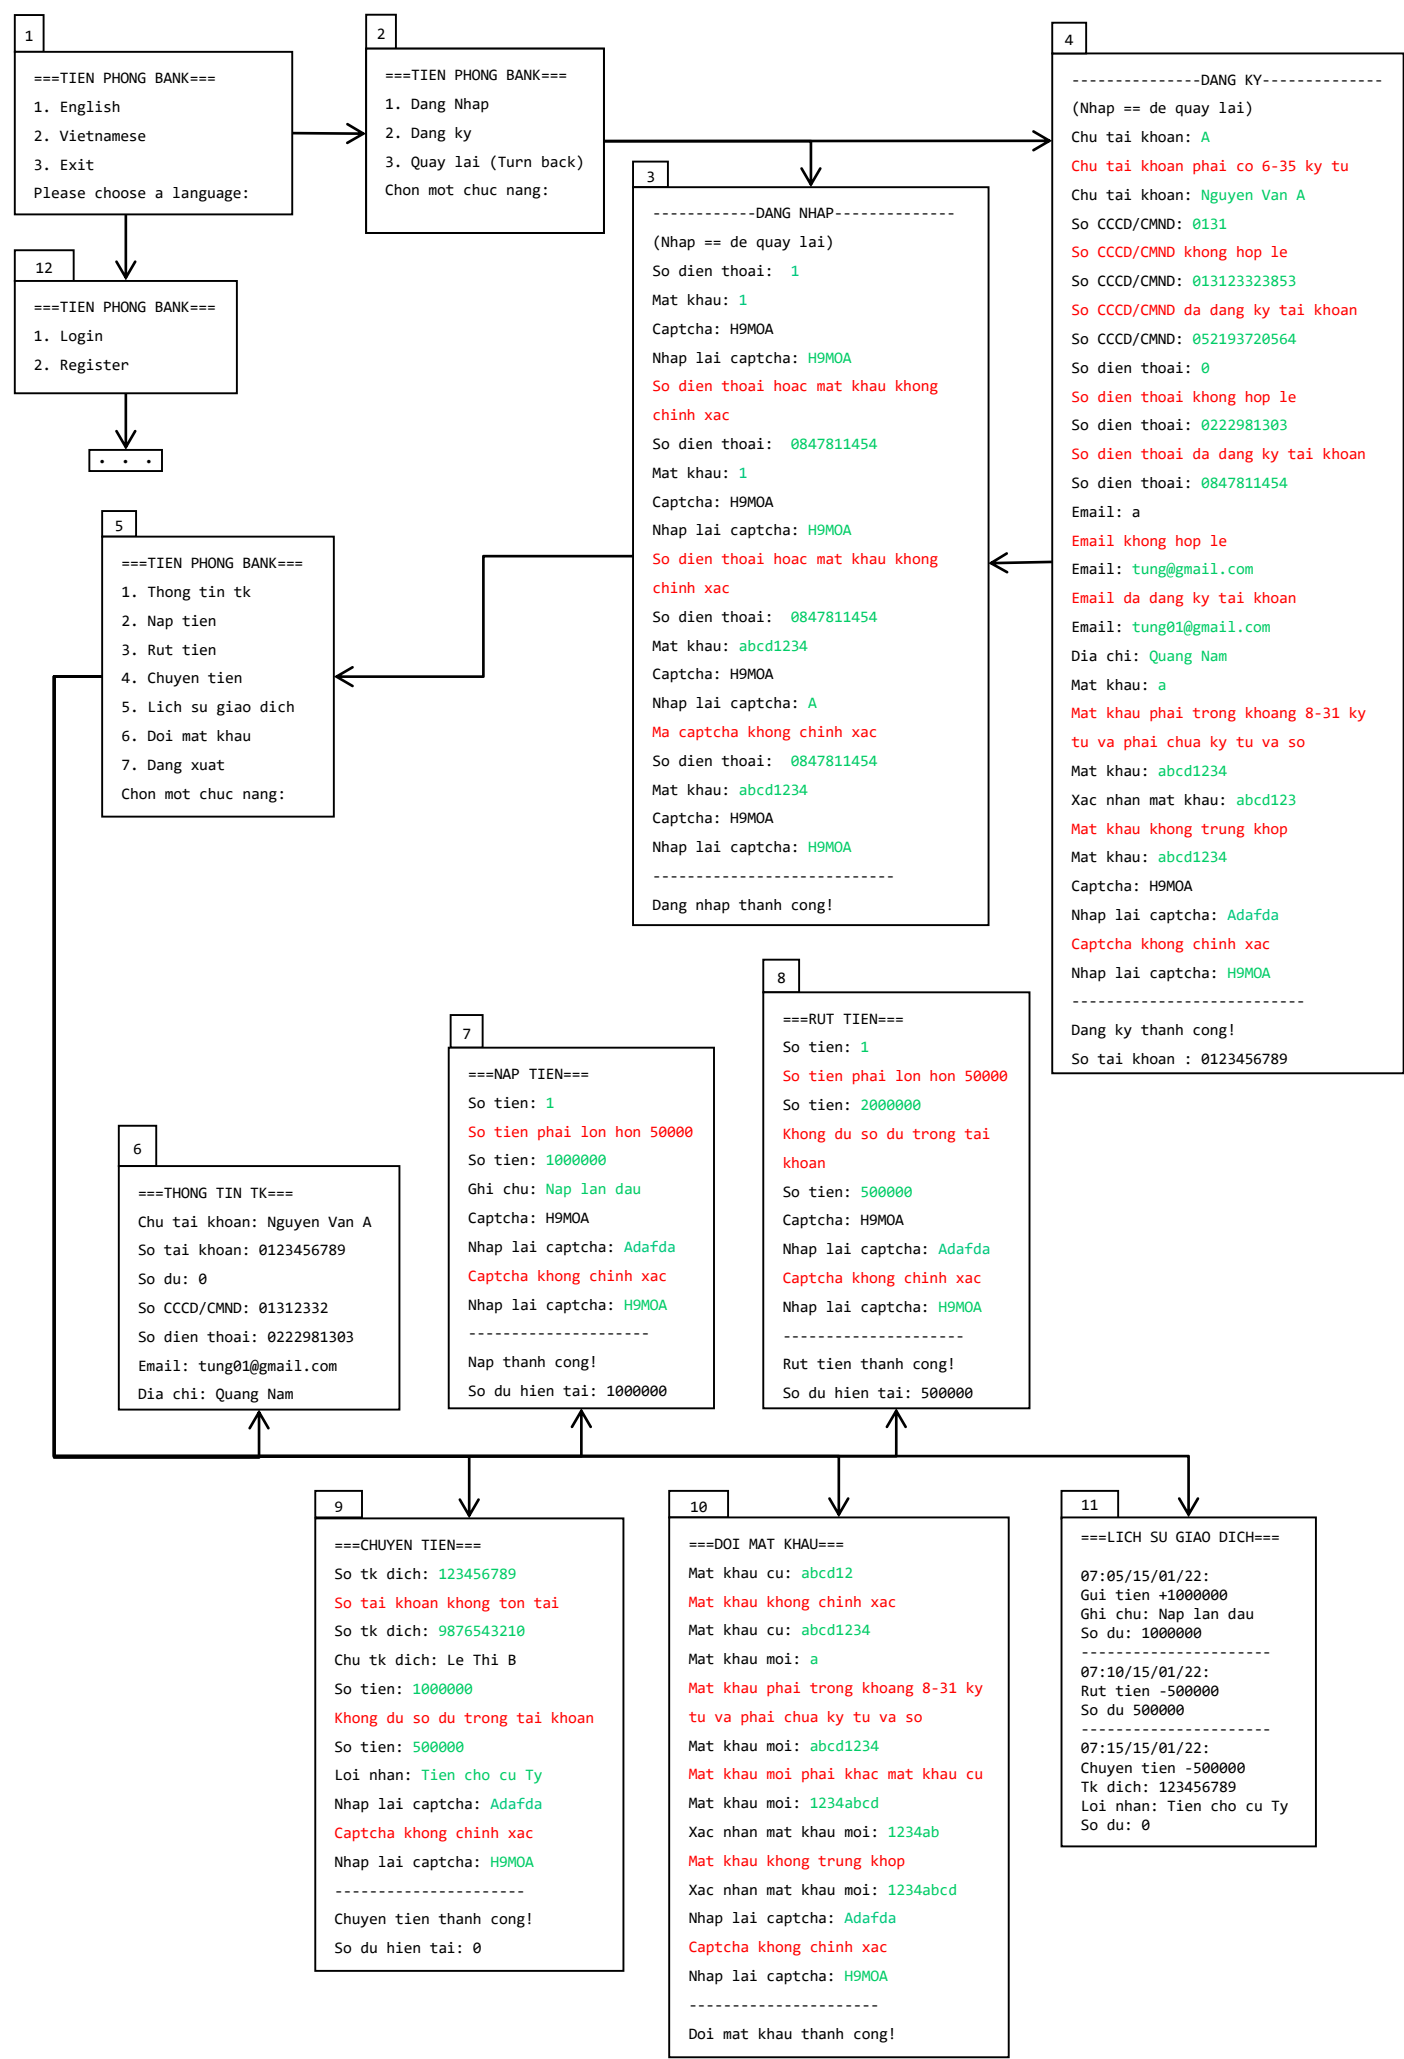 1
===TIEN PHONG BANK===
1. English
2. Vietnamese
3. Exit
Please choose a language:
2
===TIEN PHONG BANK===
1. Dang Nhap
2. Dang ky
3. Quay lai (Turn back)
Chon mot chuc nang:
3
------------DANG NHAP--------------
(Nhap == de quay lai)
So dien thoai:  1
Mat khau: 1
Captcha: H9MOA
Nhap lai captcha: H9MOA
So dien thoai hoac mat khau khong
chinh xac
So dien thoai:  0847811454
Mat khau: 1
Captcha: H9MOA
Nhap lai captcha: H9MOA
So dien thoai hoac mat khau khong
chinh xac
So dien thoai:  0847811454
Mat khau: abcd1234
Captcha: H9MOA
Nhap lai captcha: A
Ma captcha khong chinh xac
So dien thoai:  0847811454
Mat khau: abcd1234
Captcha: H9MOA
Nhap lai captcha: H9MOA
----------------------------
Dang nhap thanh cong!
4
---------------DANG KY--------------
(Nhap == de quay lai)
Chu tai khoan: A
Chu tai khoan phai co 6-35 ky tu
Chu tai khoan: Nguyen Van A
So CCCD/CMND: 0131
So CCCD/CMND khong hop le
So CCCD/CMND: 013123323853
So CCCD/CMND da dang ky tai khoan
So CCCD/CMND: 052193720564
So dien thoai: 0
So dien thoai khong hop le
So dien thoai: 0222981303
So dien thoai da dang ky tai khoan
So dien thoai: 0847811454
Email: a
Email khong hop le
Email: tung@gmail.com
Email da dang ky tai khoan
Email: tung01@gmail.com
Dia chi: Quang Nam
Mat khau: a
Mat khau phai trong khoang 8-31 ky
tu va phai chua ky tu va so
Mat khau: abcd1234
Xac nhan mat khau: abcd123
Mat khau khong trung khop
Mat khau: abcd1234
Captcha: H9MOA
Nhap lai captcha: Adafda
Captcha khong chinh xac
Nhap lai captcha: H9MOA
---------------------------
Dang ky thanh cong!
So tai khoan : 0123456789
12
===TIEN PHONG BANK===
1. Login
2. Register
. . .
5
===TIEN PHONG BANK===
1. Thong tin tk
2. Nap tien
3. Rut tien
4. Chuyen tien
5. Lich su giao dich
6. Doi mat khau
7. Dang xuat
Chon mot chuc nang:
6
===THONG TIN TK===
Chu tai khoan: Nguyen Van A
So tai khoan: 0123456789
So du: 0
So CCCD/CMND: 01312332
So dien thoai: 0222981303
Email: tung01@gmail.com
Dia chi: Quang Nam
7
===NAP TIEN===
So tien: 1
So tien phai lon hon 50000
So tien: 1000000
Ghi chu: Nap lan dau
Captcha: H9MOA
Nhap lai captcha: Adafda
Captcha khong chinh xac
Nhap lai captcha: H9MOA
---------------------
Nap thanh cong!
So du hien tai: 1000000
8
===RUT TIEN===
So tien: 1
So tien phai lon hon 50000
So tien: 2000000
Khong du so du trong tai
khoan
So tien: 500000
Captcha: H9MOA
Nhap lai captcha: Adafda
Captcha khong chinh xac
Nhap lai captcha: H9MOA
---------------------
Rut tien thanh cong!
So du hien tai: 500000
9
===CHUYEN TIEN===
So tk dich: 123456789
So tai khoan khong ton tai
So tk dich: 9876543210
Chu tk dich: Le Thi B
So tien: 1000000
Khong du so du trong tai khoan
So tien: 500000
Loi nhan: Tien cho cu Ty
Nhap lai captcha: Adafda
Captcha khong chinh xac
Nhap lai captcha: H9MOA
----------------------
Chuyen tien thanh cong!
So du hien tai: 0
10
===DOI MAT KHAU===
Mat khau cu: abcd12
Mat khau khong chinh xac
Mat khau cu: abcd1234
Mat khau moi: a
Mat khau phai trong khoang 8-31 ky
tu va phai chua ky tu va so
Mat khau moi: abcd1234
Mat khau moi phai khac mat khau cu
Mat khau moi: 1234abcd
Xac nhan mat khau moi: 1234ab
Mat khau khong trung khop
Xac nhan mat khau moi: 1234abcd
Nhap lai captcha: Adafda
Captcha khong chinh xac
Nhap lai captcha: H9MOA
----------------------
Doi mat khau thanh cong!
11
===LICH SU GIAO DICH===
07:05/15/01/22:
Gui tien +1000000
Ghi chu: Nap lan dau
So du: 1000000
----------------------
07:10/15/01/22:
Rut tien -500000
So du 500000
----------------------
07:15/15/01/22:
Chuyen tien -500000
Tk dich: 123456789
Loi nhan: Tien cho cu Ty
So du: 0